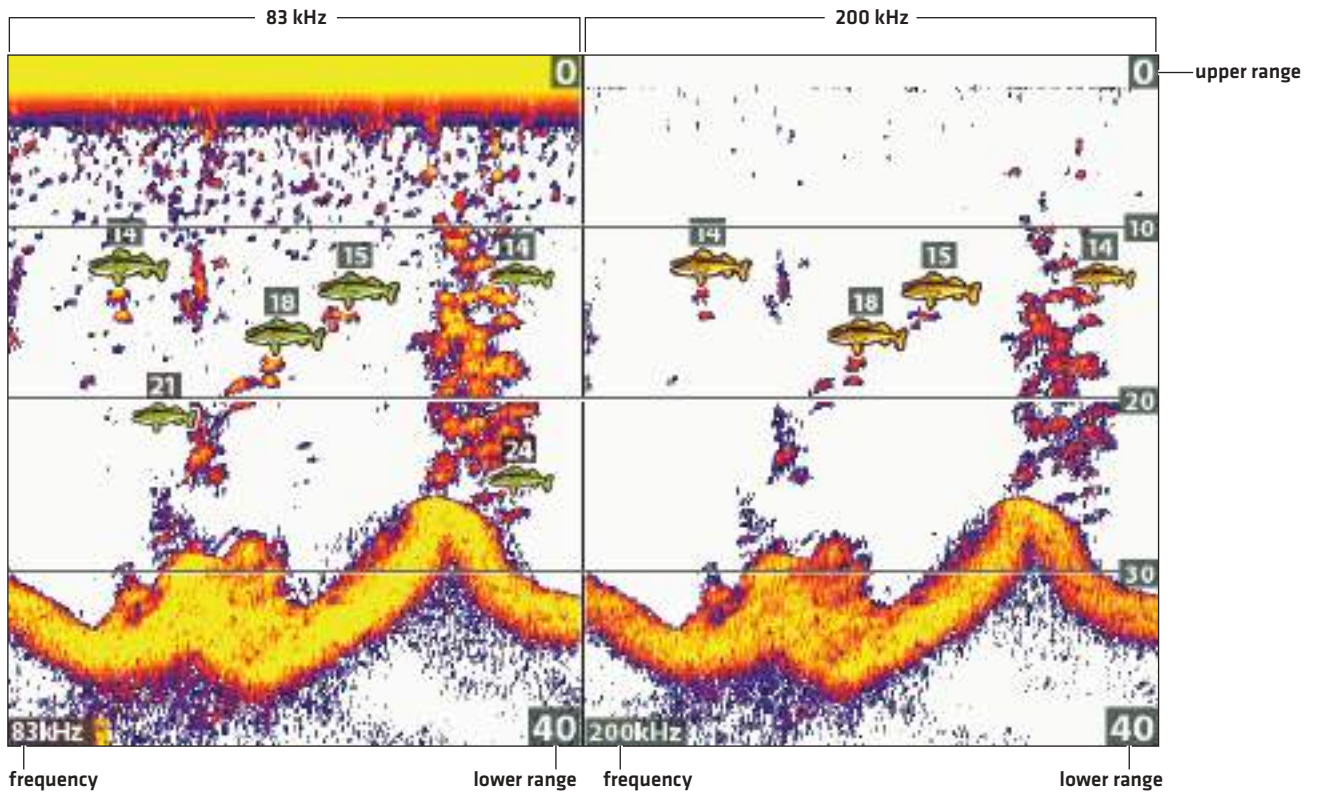 83 kHz
200 kHz
0
0
upper range
10
14
15
14
18
14
15
14
18
21
20
24
30
83kHz
40
200kHz
40
frequency
lower range
frequency
lower range